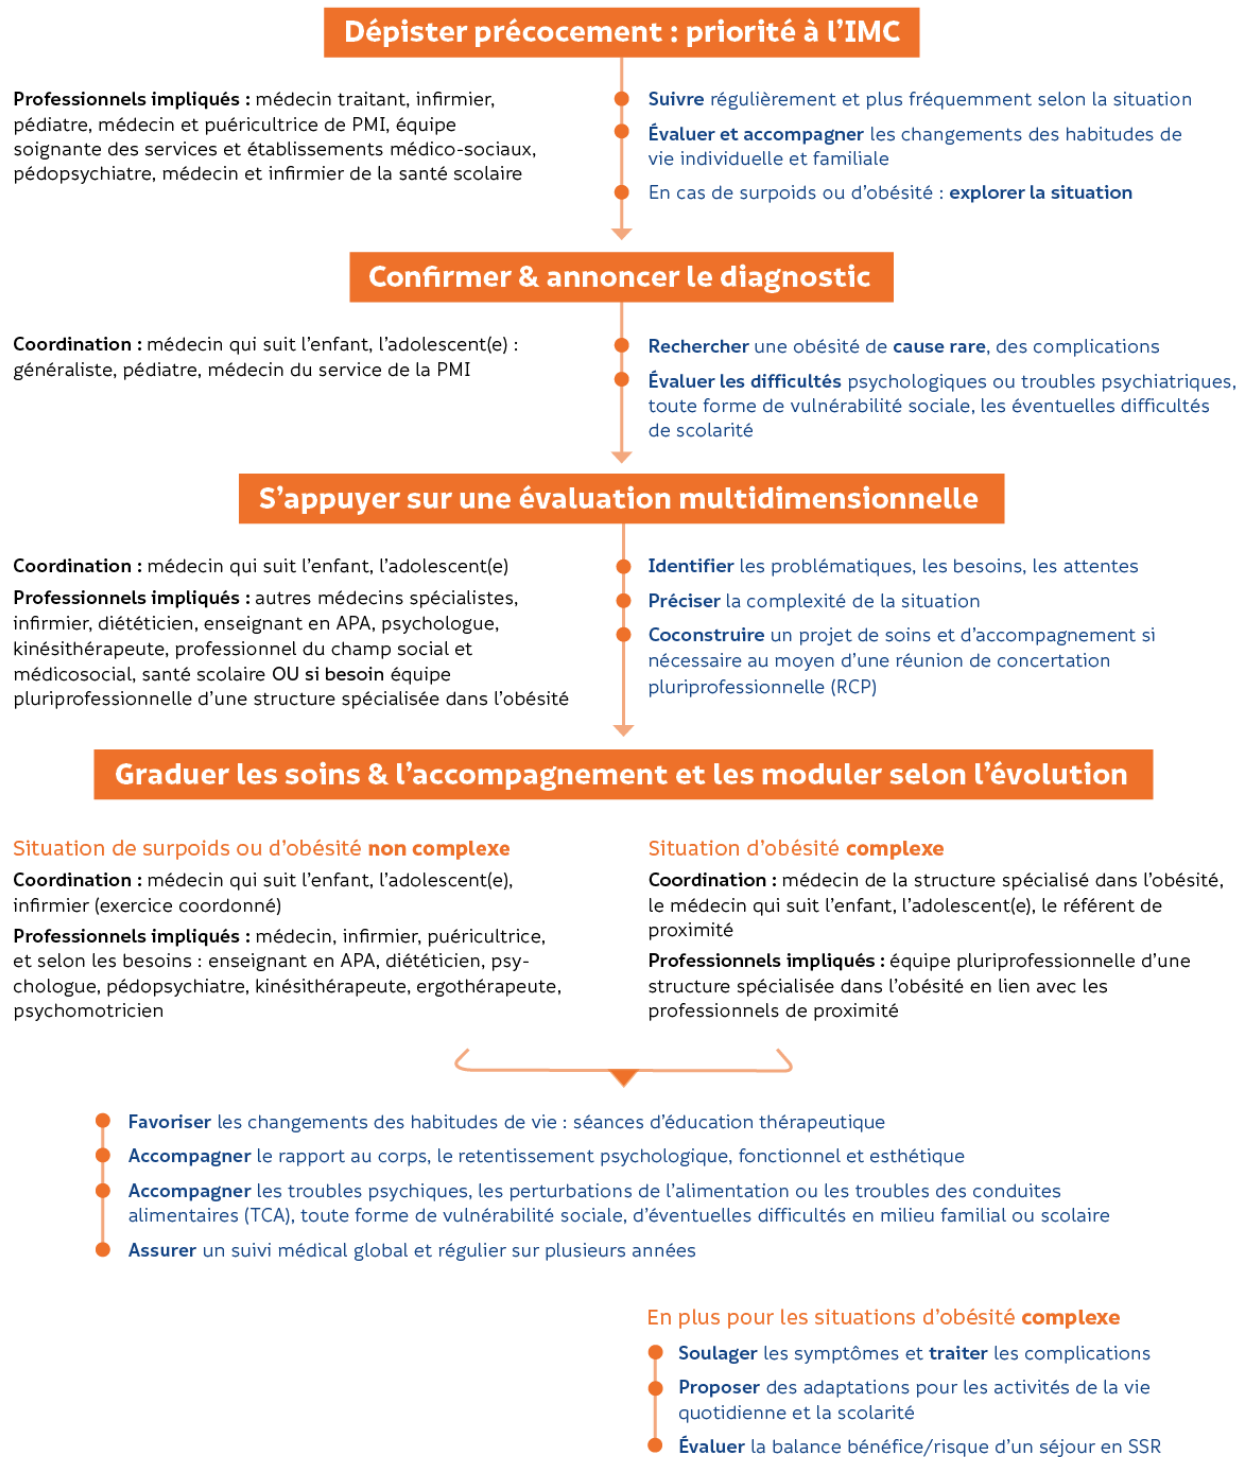 Dépister précocement : priorité à l'IMC
Professionnels impliqués : médecin traitant, infirmier,
pédiatre, médecin et puéricultrice de PMI, équipe
soignante des services et établissements médico-sociaux,
pédopsychiatre, médecin et infirmier de la santé scolaire
Suivre régulièrement et plus fréquemment selon la situation
Évaluer et accompagner les changements des habitudes de
vie individuelle et familiale
En cas de surpoids ou d'obésité : explorer la situation
Confirmer & annoncer le diagnostic
Coordination : médecin qui suit l'enfant, l'adolescent(e) :
généraliste, pédiatre, médecin du service de la PMI
Rechercher une obésité de cause rare, des complications
Évaluer les difficultés psychologiques ou troubles psychiatriques,
toute forme de vulnérabilité sociale, les éventuelles difficultés
de scolarité
S'appuyer sur une évaluation multidimensionnelle
Coordination : médecin qui suit l'enfant, l'adolescent(e)
Professionnels impliqués : autres médecins spécialistes,
infirmier, diététicien, enseignant en APA, psychologue,
kinésithérapeute, professionnel du champ social et
médicosocial, santé scolaire OU si besoin équipe
pluriprofessionnelle d'une structure spécialisée dans l'obésité
Identifier les problématiques, les besoins, les attentes
Préciser la complexité de la situation
Coconstruire un projet de soins et d'accompagnement si
nécessaire au moyen d'une réunion de concertation
pluriprofessionnelle (RCP)
Graduer les soins & l'accompagnement et les moduler selon l'évolution
Situation de surpoids ou d'obésité non complexe
Coordination : médecin qui suit l'enfant, l'adolescent(e),
infirmier (exercice coordonné)
Professionnels impliqués : médecin, infirmier, puéricultrice,
et selon les besoins : enseignant en APA, diététicien, psy-
chologue, pédopsychiatre, kinésithérapeute, ergothérapeute,
psychomotricien
Situation d'obésité complexe
Coordination : médecin de la structure spécialisé dans l'obésité,
le médecin qui suit l'enfant, l'adolescent(e), le référent de
proximité
Professionnels impliqués : équipe pluriprofessionnelle d'une
structure spécialisée dans l'obésité en lien avec les
professionnels de proximité
Favoriser les changements des habitudes de vie : séances d'éducation thérapeutique
Accompagner le rapport au corps, le retentissement psychologique, fonctionnel et esthétique
Accompagner les troubles psychiques, les perturbations de l'alimentation ou les troubles des conduites
alimentaires (TCA), toute forme de vulnérabilité sociale, d'éventuelles difficultés en milieu familial ou scolaire
Assurer un suivi médical global et régulier sur plusieurs années
En plus pour les situations d'obésité complexe
Soulager les symptômes et traiter les complications
Proposer des adaptations pour les activités de la vie
quotidienne et la scolarité
Évaluer la balance bénéfice/risque d'un séjour en SSR